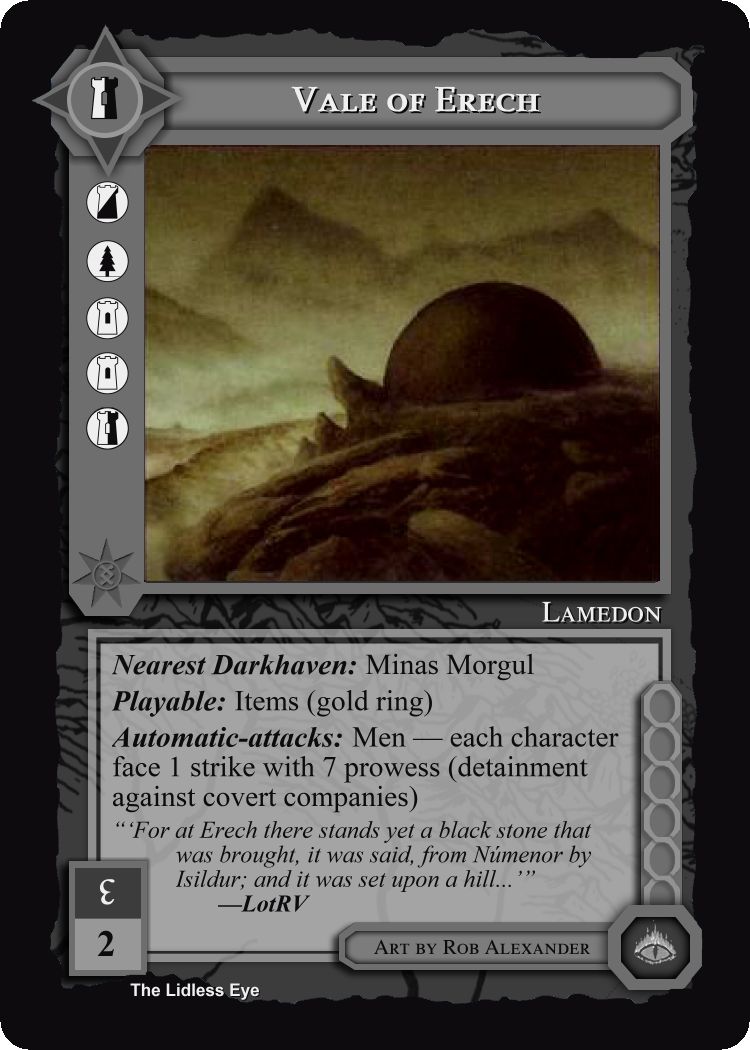 Vale of Erech
Lamedon
Nearest Darkhaven: Minas Morgul
Playable: Items (gold ring)
Automatic-attacks: Men — each character
face 1 strike with 7 prowess (detainment
against covert companies)
“‘For at Erech there stands yet a black stone that
was brought, it was said, from Númenor by
Isildur; and it was set upon a hill...’”
—LotRV
2
Art by Rob Alexander
The Lidless Eye